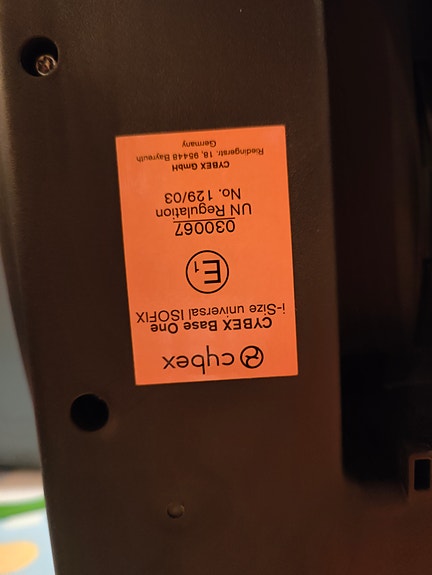 cybex
CYBEX Base One
i-Size universal ISOFIX
E1
030067
UN Regulation
No. 129/03
CYBEX GmbH
Riedingerstr. 18, 95448 Bayreuth
Germany